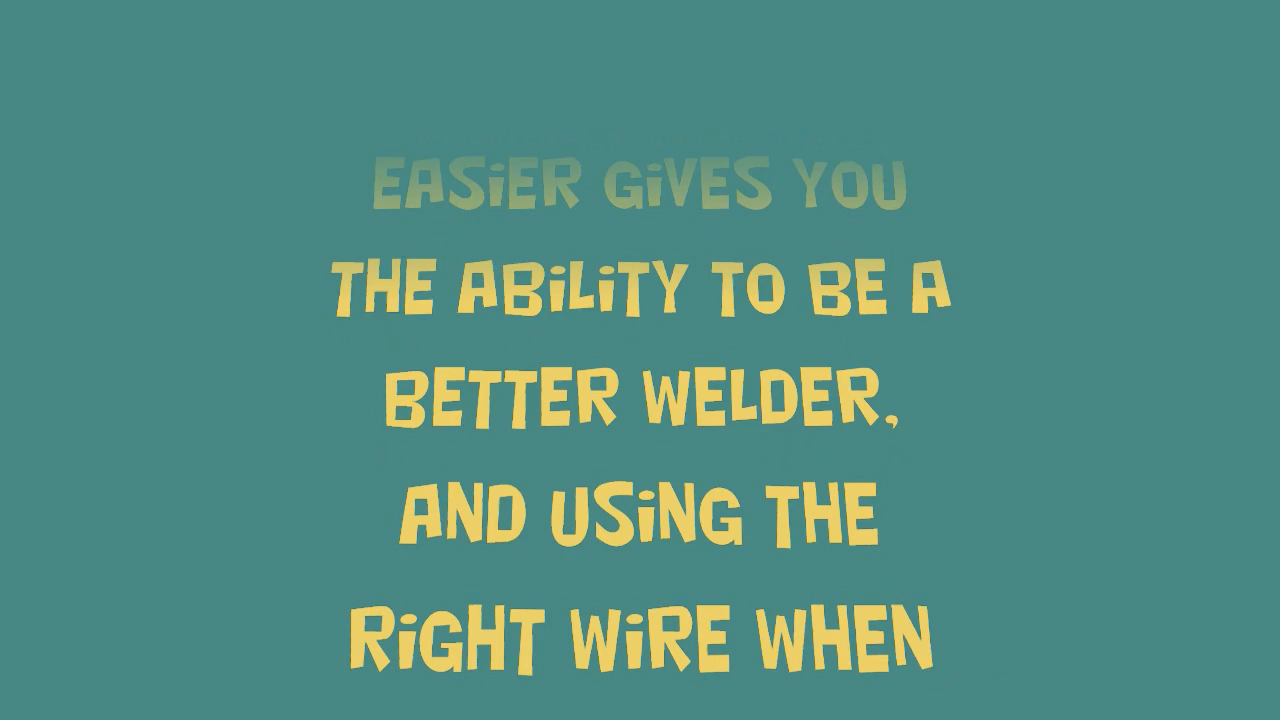 EASiER GiVES YOU
THE ABiLiTY TO BE A
BETTER WELDER,
AND USiNG THE
RiGHT WiRE WHEN